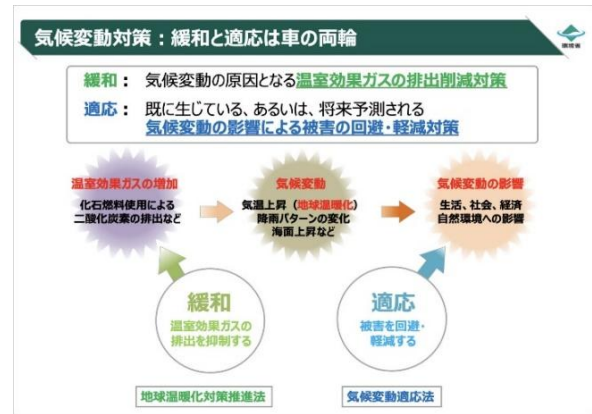 気候変動対策：緩和と適応は車の両輪
環境省
緩和： 気候変動の原因となる温室効果ガスの排出削減対策
適応： 既に生じている、あるいは、将来予測される
気候変動の影響による被害の回避・軽減対策
温室効果ガスの増加
化石燃料使用による
二酸化炭素の排出など
気候変動
気温上昇（地球温暖化）
降雨パターンの変化
海面上昇など
気候変動の影響
生活、社会、経済
自然環境への影響
緩和
温室効果ガスの
排出を抑制する
適応
被害を回避・
軽減する
地球温暖化対策推進法
気候変動適応法